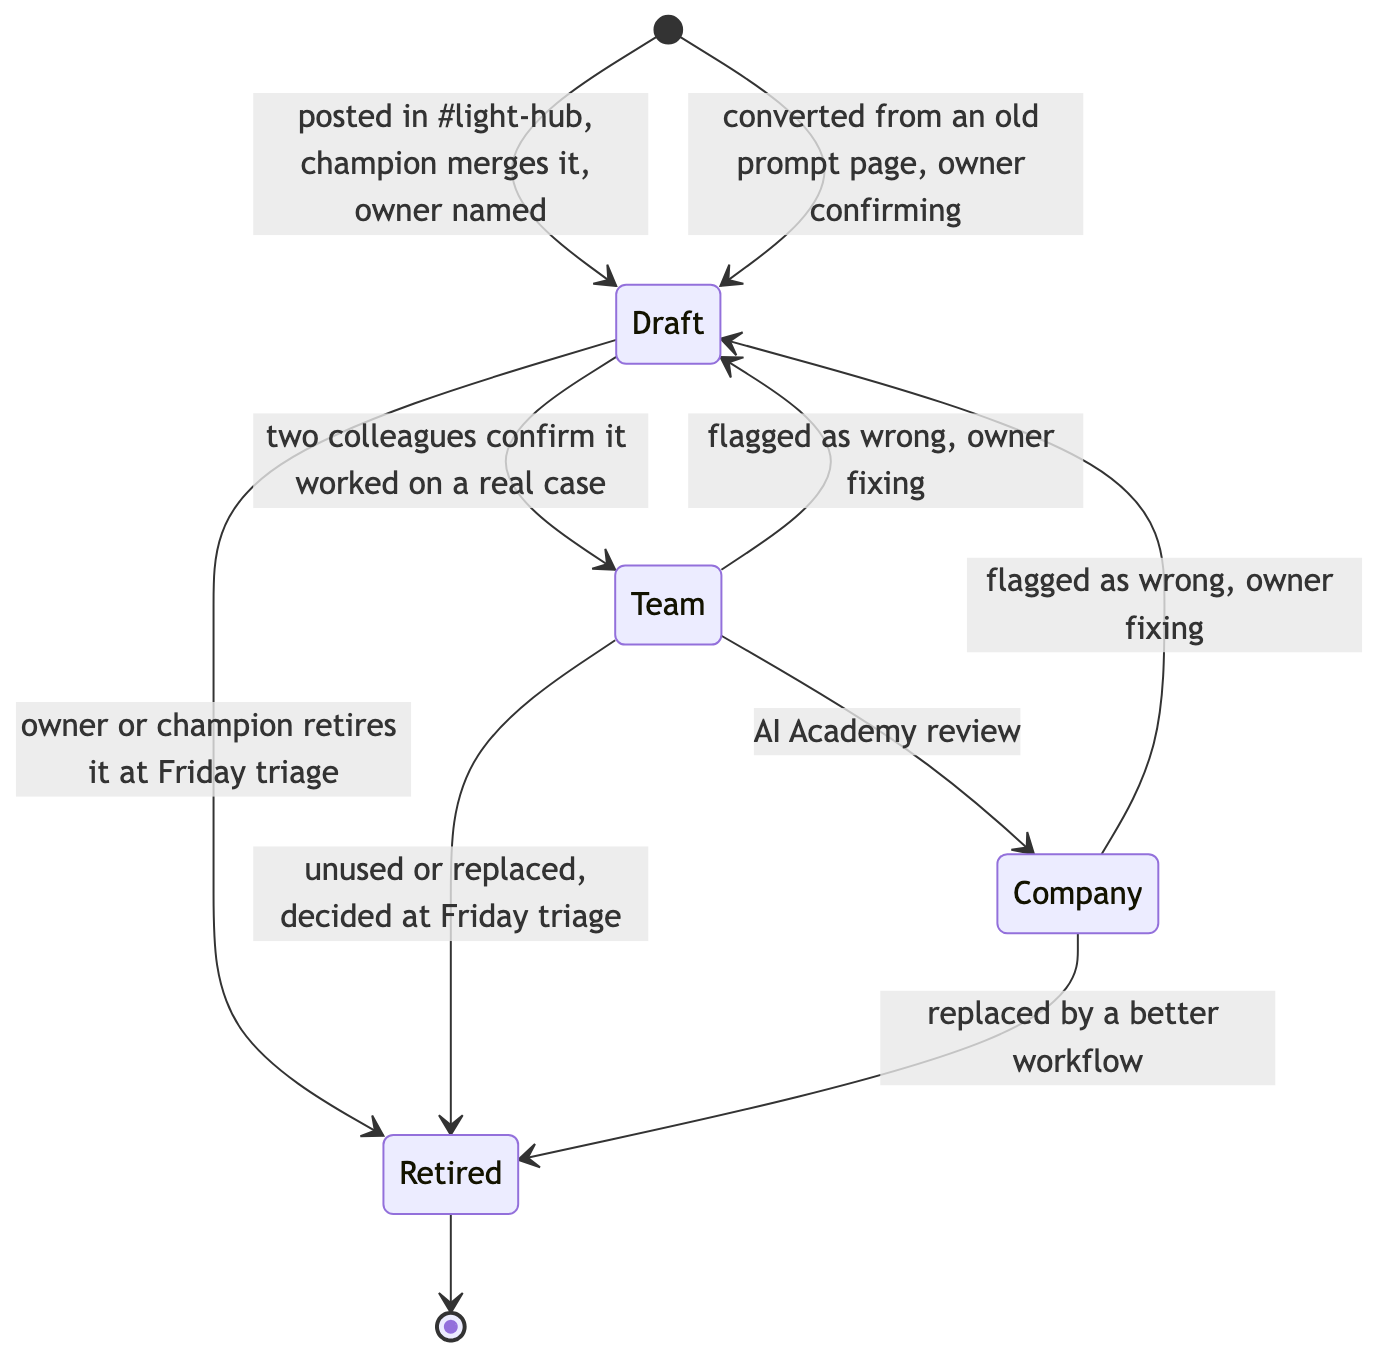 posted in #light-hub,
champion merges it,
owner named
converted from an old
prompt page, owner
confirming
Draft
two colleagues confirm it
worked on a real case
flagged as wrong, owner
fixing
flagged as wrong, owner
fixing
Team
owner or champion retires
it at Friday triage
AI Academy review
unused or replaced,
decided at Friday triage
Company
replaced by a better
workflow
Retired